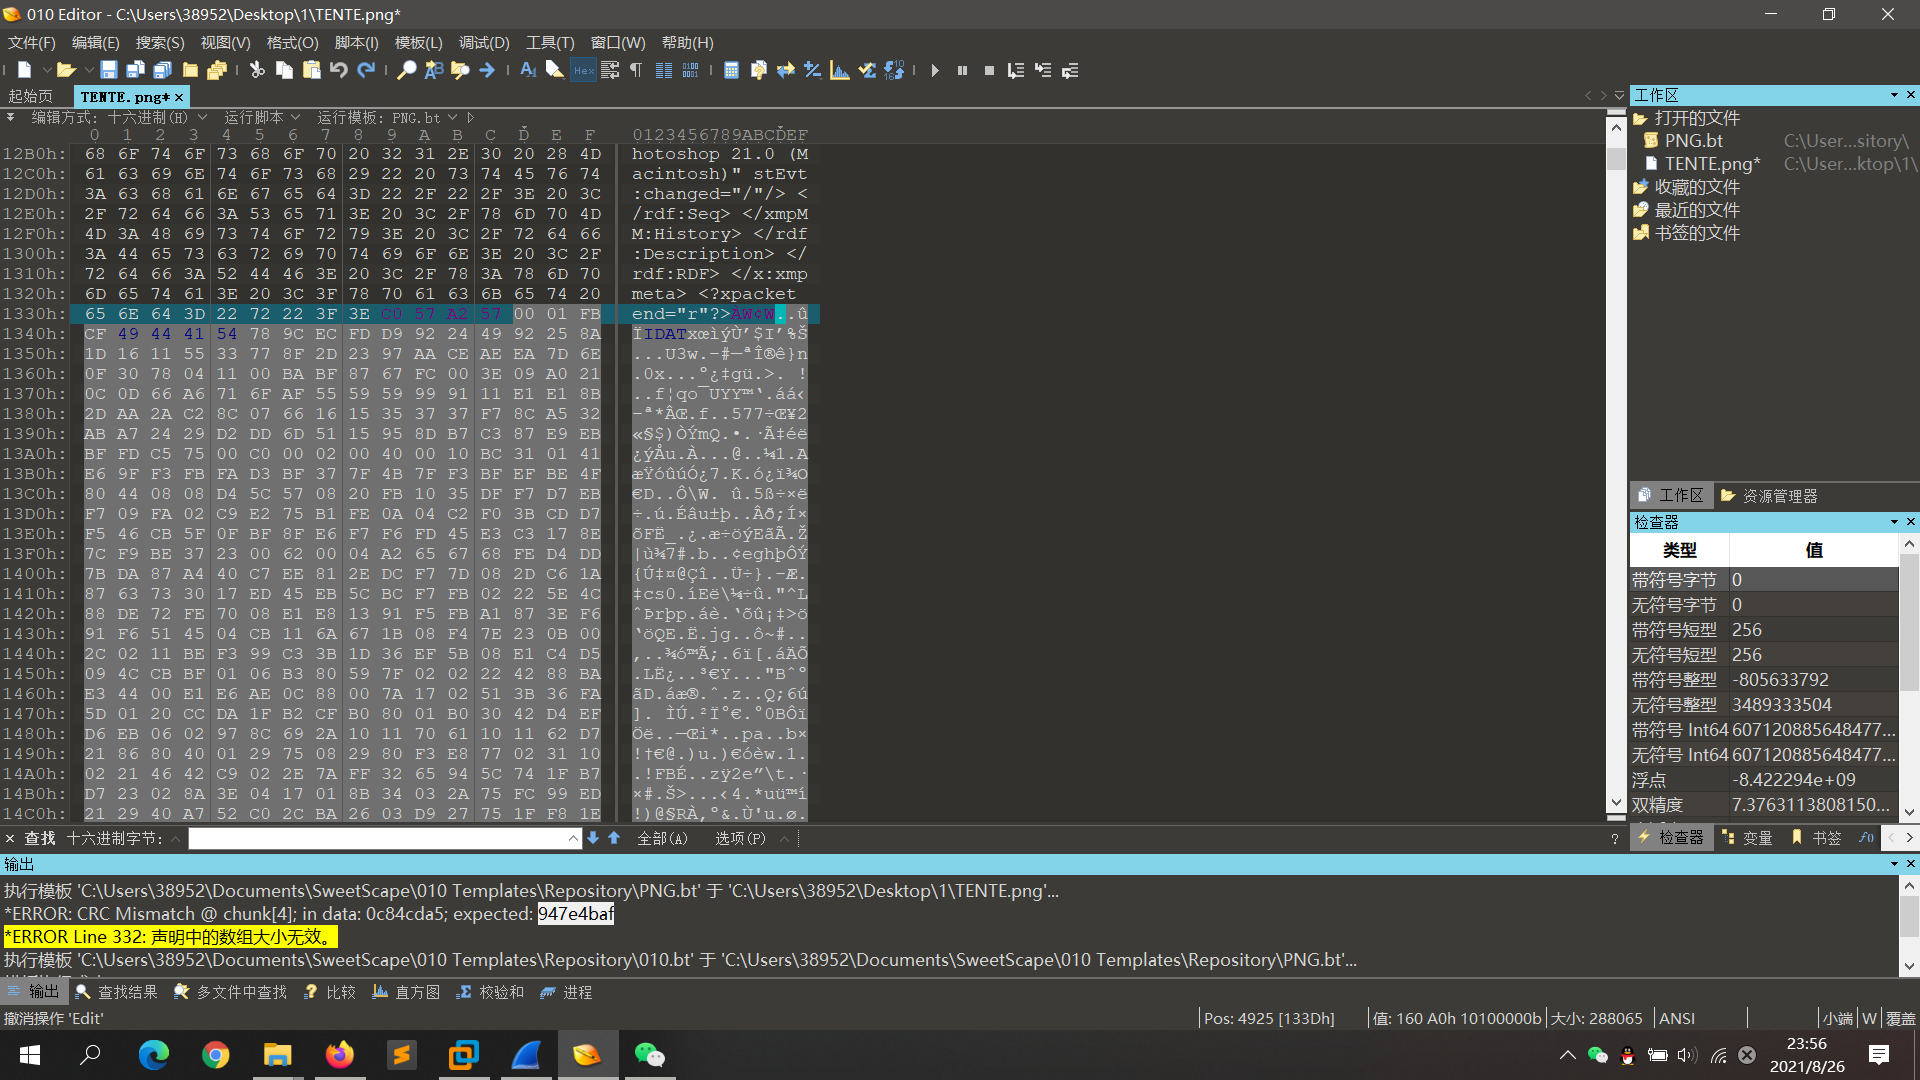 010 Editor - C:\Users\38952\Desktop\1\TENTE.png*
文件(F) 编辑(E) 搜索(S) 视图(V) 格式(O) 脚本(I) 模板(L) 调试(D) 工具(T) 窗口(W) 帮助(H)
起始页 TENTE.png*
编辑方式: 十六进制(H) 运行脚本 运行模板: PNG.bt
0 1 2 3 4 5 6 7 8 9 A B C D E F 0123456789ABCDEF
12B0h: 68 6F 74 6F 73 68 6F 70 20 32 31 2E 30 20 28 4D hotoshop 21.0 (M
12C0h: 61 63 69 6E 74 6F 73 68 29 22 20 73 74 45 76 74 acintosh)" stEvt
12D0h: 3A 63 68 61 6E 67 65 64 3D 22 2F 22 2F 3E 20 3C :changed="/"/> <
12E0h: 2F 72 64 66 3A 53 65 71 3E 20 3C 2F 78 6D 70 4D /rdf:Seq> </xmpM
12F0h: 4D 3A 48 69 73 74 6F 72 79 3E 20 3C 2F 72 64 66 M:History> </rdf
1300h: 3A 44 65 73 63 72 69 70 74 69 6F 6E 3E 20 3C 2F :Description> </
1310h: 72 64 66 3A 52 44 46 3E 20 3C 2F 78 3A 78 6D 70 rdf:RDF> </x:xmp
1320h: 6D 65 74 61 3E 20 3C 3F 78 70 61 63 6B 65 74 20 meta> <?xpacket
1330h: 65 6E 64 3D 22 72 22 3F 3E C0 57 A2 57 00 01 FB end="r"?>ÀW¢W..û
1340h: CF 49 44 41 54 78 9C EC FD D9 92 24 49 92 25 8A ÏIDATxœìýÙ’$I’%Š
1350h: 1D 16 11 55 33 77 8F 2D 23 97 AA CE AE EA 7D 6E ...U3w.-#—ªÎ®ê}n
1360h: 0F 30 78 04 11 00 BA BF 87 67 FC 00 3E 09 A0 21 .0x...º¿‡gü.>. !
1370h: 0C 0D 66 A6 71 6F AF 55 59 59 99 91 11 E1 E1 8B ..f¦qo¯UYY™‘.áá‹
1380h: 2D AA 2A C2 8C 07 66 16 15 35 37 37 F7 8C A5 32 -ª*ÂŒ.f..577÷Œ¥2
1390h: AB A7 24 29 D2 DD 6D 51 15 95 8D B7 C3 87 E9 EB «§$)ÒÝmQ.•.·Ã‡éë
13A0h: BF FD C5 75 00 C0 00 02 00 40 00 10 BC 31 01 41 ¿ýÅu.À...@..¼1.A
13B0h: E6 9F F3 FB FA D3 BF 37 7F 4B 7F F3 BF EF BE 4F æŸóûúÓ¿7.K.ó¿ï¾O
13C0h: 80 44 08 08 D4 5C 57 08 20 FB 10 35 DF F7 D7 EB €D..Ô\W. û.5ß÷×ë
13D0h: F7 09 FA 02 C9 E2 75 B1 FE 0A 04 C2 F0 3B CD D7 ÷.ú.Éâu±þ..Âð;Í×
13E0h: F5 46 CB 5F 0F BF 8F E6 F7 F6 FD 45 E3 C3 17 8E õFË_.¿.æ÷öýEãÃ.Ž
13F0h: 7C F9 BE 37 23 00 62 00 04 A2 65 67 68 FE D4 DD |ù¾7#.b..¢eghþÔÝ
1400h: 7B DA 87 A4 40 C7 EE 81 2E DC F7 7D 08 2D C6 1A {Ú‡¤@Çî..Ü÷}.-Æ.
1410h: 87 63 73 30 17 ED 45 EB 5C BC F7 FB 02 22 5E 4C ‡cs0.íEë\¼÷û."^L
1420h: 88 DE 72 FE 70 08 E1 E8 13 91 F5 FB A1 87 3E F6 ˆÞrþp.áè.‘õû¡‡>ö
1430h: 91 F6 51 45 04 CB 11 6A 67 1B 08 F4 7E 23 0B 00 ‘öQE.Ë.jg..ô~#..
1440h: 2C 02 11 BE F3 99 C3 3B 1D 36 EF 5B 08 E1 C4 D5 ,..¾ó™Ã;.6ï[.áÄÕ
1450h: 09 4C CB BF 01 06 B3 80 59 7F 02 02 22 42 88 BA .LË¿..³€Y..."Bˆº
1460h: E3 44 00 E1 E6 AE 0C 88 00 7A 17 02 51 3B 36 FA ãD.áæ®.ˆ.z..Q;6ú
1470h: 5D 01 20 CC DA 1F B2 CF B0 80 01 B0 30 42 D4 EF ]. ÌÚ.²Ï°€.°0BÔï
1480h: D6 EB 06 02 97 8C 69 2A 10 11 70 61 10 11 62 D7 Öë..—Œi*..pa..b×
1490h: 21 86 80 40 01 29 75 08 29 80 F3 E8 77 02 31 10 !†€@.)u.)€óèw.1.
14A0h: 02 21 46 42 C9 02 2E 7A FF 32 65 94 5C 74 1F B7 .!FBÉ..zÿ2e”\t.·
14B0h: D7 23 02 8A 3E 04 17 01 8B 34 03 2A 75 FC 99 ED ×#.Š>...‹4.*uü™í
14C0h: 21 29 40 A7 52 C0 2C BA 26 03 D9 27 75 1F F8 1E !)@§RÀ,º&.Ù'u.ø.
查找 十六进制字节: 全部(A) 选项(P) ?
工作区
打开的文件
PNG.bt C:\User...sitory\
TENTE.png* C:\User...ktop\1\
收藏的文件
最近的文件
书签的文件
工作区 资源管理器
检查器
类型 值
带符号字节 0
无符号字节 0
带符号短型 256
无符号短型 256
带符号整型 -805633792
无符号整型 3489333504
带符号 Int64 607120885648477...
无符号 Int64 607120885648477...
浮点 -8.422294e+09
双精度 7.3763113808150...
检查器 变量 书签 f()
输出
执行模板 'C:\Users\38952\Documents\SweetScape\010 Templates\Repository\PNG.bt' 于 'C:\Users\38952\Desktop\1\TENTE.png'...
*ERROR: CRC Mismatch @ chunk[4]; in data: 0c84cda5; expected: 947e4baf
*ERROR Line 332: 声明中的数组大小无效。
执行模板 'C:\Users\38952\Documents\SweetScape\010 Templates\Repository\010.bt' 于 'C:\Users\38952\Documents\SweetScape\010 Templates\Repository\PNG.bt'...
输出 查找结果 多文件中查找 比较 直方图 校验和 进程
撤消操作 'Edit' Pos: 4925 [133Dh] 值: 160 A0h 10100000b 大小: 288065 ANSI 小端 W 覆盖
23:56
2021/8/26